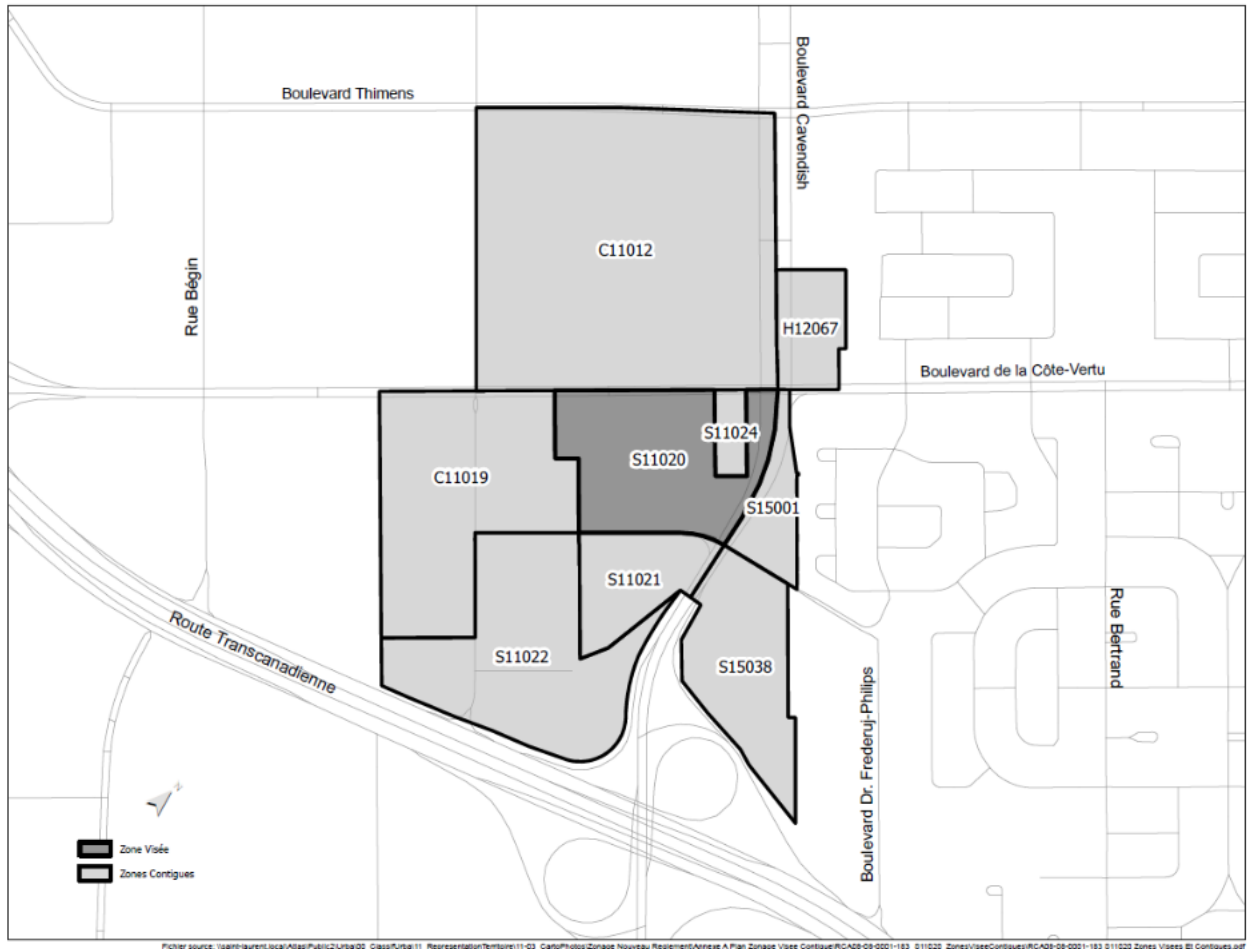 Boulevard Thimens
Boulevard Cavendish
C11012
Rue Bégin
H12067
Boulevard de la Côte-Vertu
S11024
S11020
C11019
S15001
S11021
Rue Bertrand
Route Transcanadienne
S11022
S15038
Boulevard Dr. Frederuj-Philips
N
Zone Visée
Zones Contigues